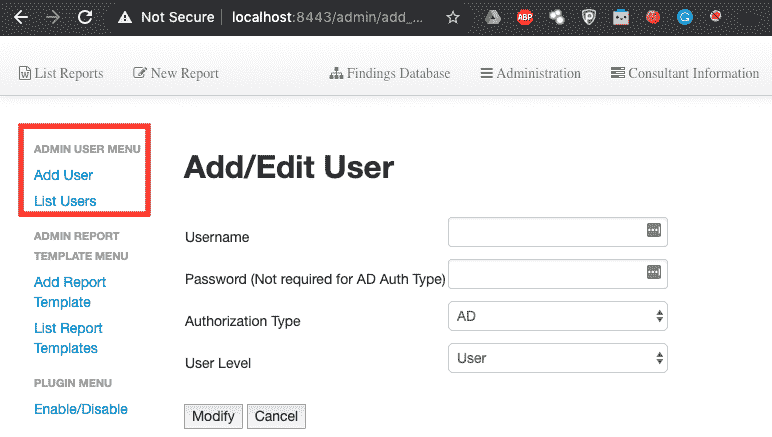 Not Secure localhost:8443/admin/add_...
ABP
List Reports New Report Findings Database Administration Consultant Information
ADMIN USER MENU
Add User
List Users
ADMIN REPORT
TEMPLATE MENU
Add Report
Template
List Report
Templates
PLUGIN MENU
Enable/Disable
Add/Edit User
Username
Password (Not required for AD Auth Type)
Authorization Type AD
User Level User
Modify Cancel